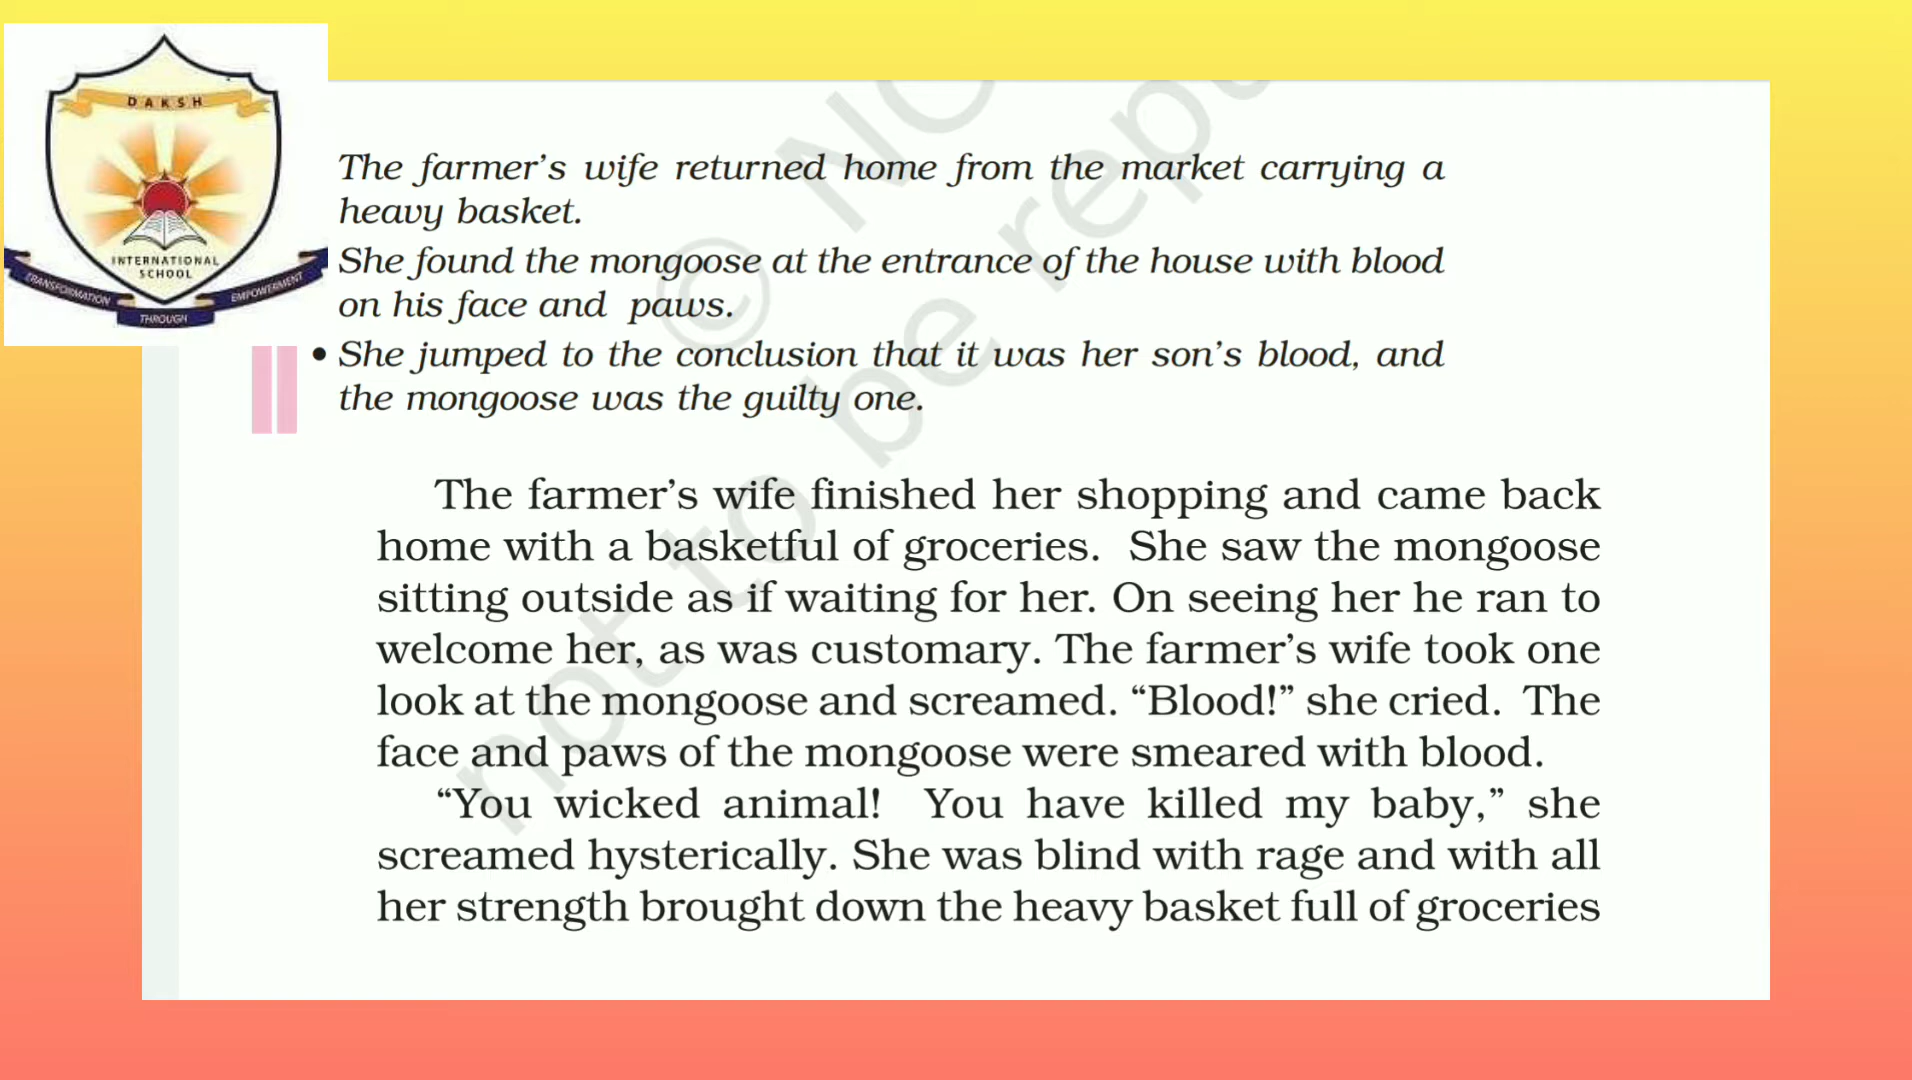 DAKSH
INTERNATIONAL
SCHOOL
TRANSFORMATION
THROUGH
EMPOWERMENT
© NC
not to be repu
The farmer’s wife returned home from the market carrying a
heavy basket.
She found the mongoose at the entrance of the house with blood
on his face and paws.
• She jumped to the conclusion that it was her son’s blood, and
the mongoose was the guilty one.
The farmer’s wife finished her shopping and came back
home with a basketful of groceries. She saw the mongoose
sitting outside as if waiting for her. On seeing her he ran to
welcome her, as was customary. The farmer’s wife took one
look at the mongoose and screamed. “Blood!” she cried. The
face and paws of the mongoose were smeared with blood.
“You wicked animal! You have killed my baby,” she
screamed hysterically. She was blind with rage and with all
her strength brought down the heavy basket full of groceries